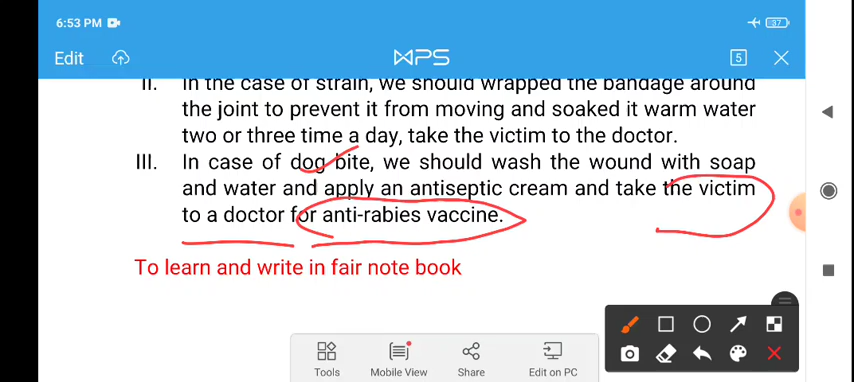 6:53 PM
37
Edit
WPS
5
II. In the case of strain, we should wrapped the bandage around
the joint to prevent it from moving and soaked it warm water
two or three time a day, take the victim to the doctor.
III. In case of dog bite, we should wash the wound with soap
and water and apply an antiseptic cream and take the victim
to a doctor for anti-rabies vaccine.
To learn and write in fair note book
Tools
Mobile View
Share
Edit on PC